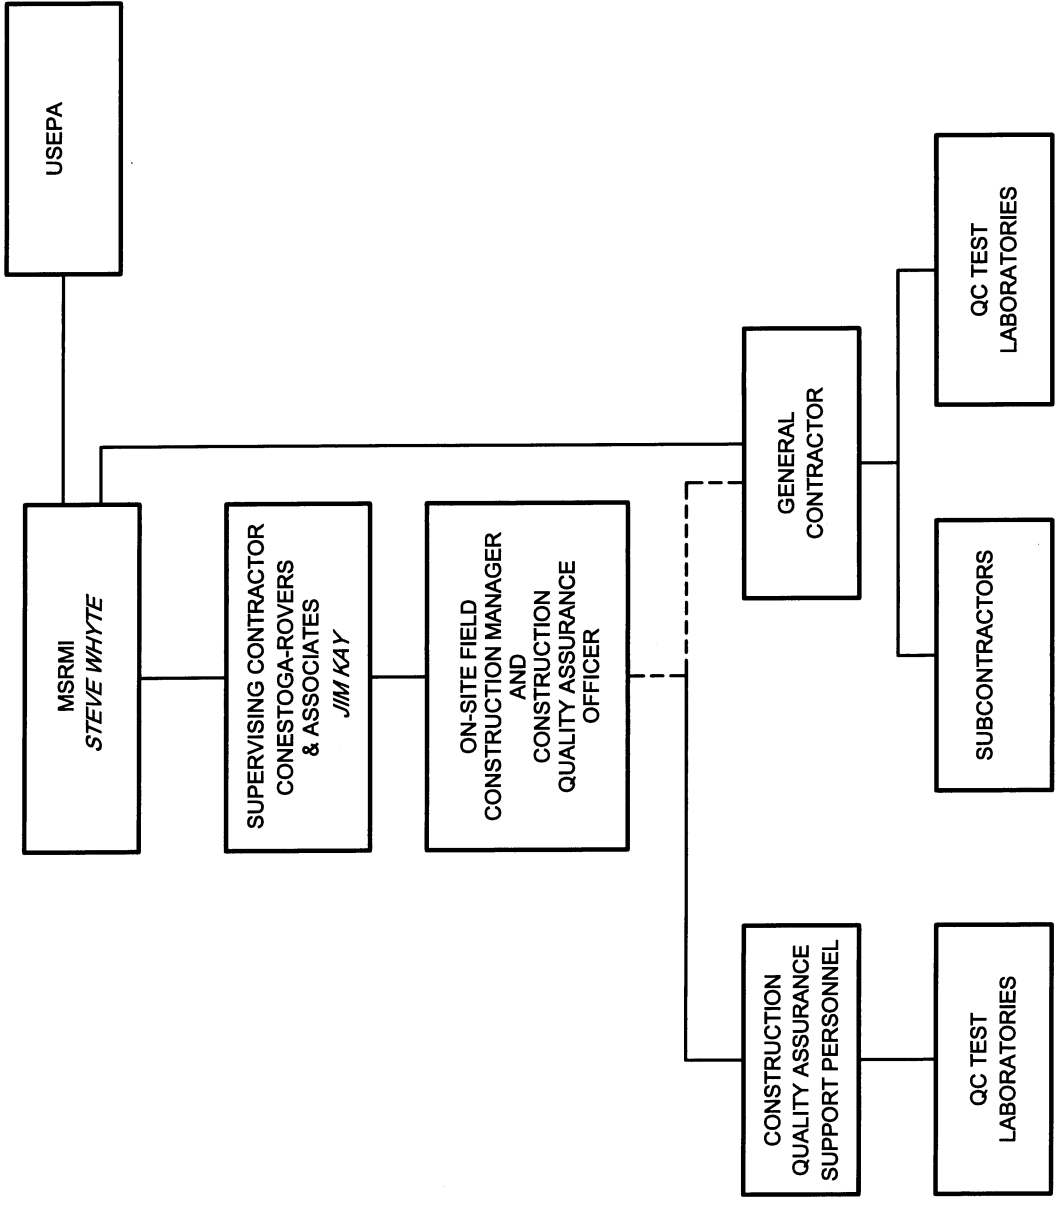 USEPA
MSRMI
STEVE WHYTE
SUPERVISING CONTRACTOR
CONESTOGA-ROVERS
& ASSOCIATES
JIM KAY
ON-SITE FIELD
CONSTRUCTION MANAGER
AND
CONSTRUCTION
QUALITY ASSURANCE
OFFICER
CONSTRUCTION
QUALITY ASSURANCE
SUPPORT PERSONNEL
GENERAL
CONTRACTOR
QC TEST
LABORATORIES
SUBCONTRACTORS
QC TEST
LABORATORIES